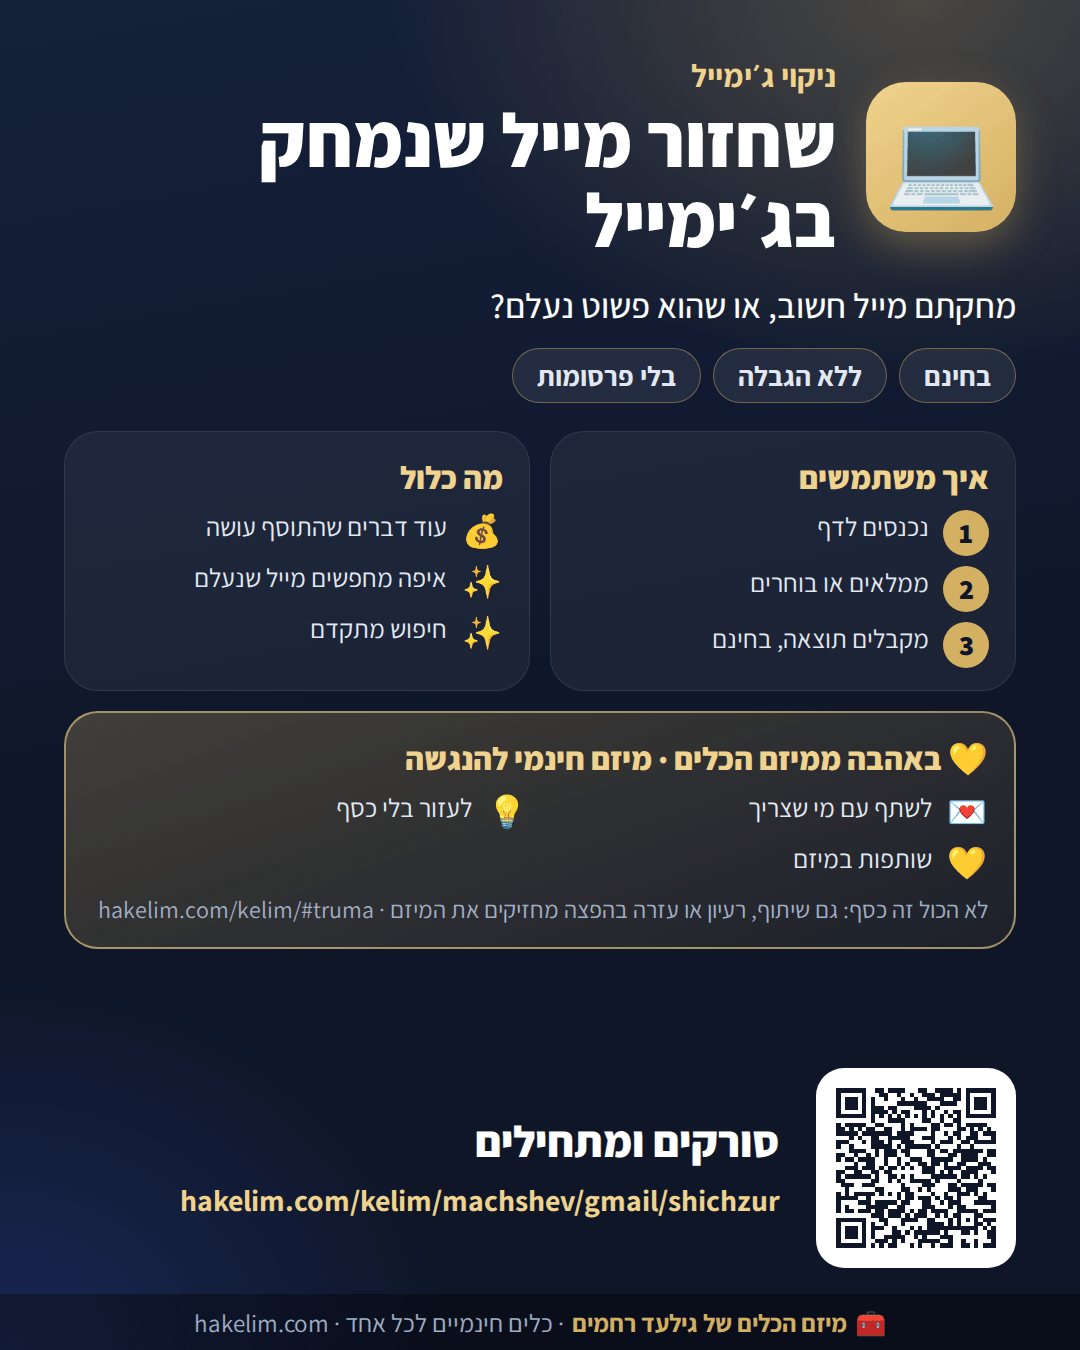 ניקוי ג׳ימייל
שחזור מייל שנמחק
בג׳ימייל
מחקתם מייל חשוב, או שהוא פשוט נעלם?
בחינם
ללא הגבלה
בלי פרסומות
איך משתמשים
1 נכנסים לדף
2 ממלאים או בוחרים
3 מקבלים תוצאה, בחינם
מה כלול
עוד דברים שהתוסף עושה
איפה מחפשים מייל שנעלם
חיפוש מתקדם
באהבה ממיזם הכלים · מיזם חינמי להנגשה
לשתף עם מי שצריך
לעזור בלי כסף
שותפות במיזם
לא הכול זה כסף: גם שיתוף, רעיון או עזרה בהפצה מחזיקים את המיזם · hakelim.com/kelim/#truma
סורקים ומתחילים
hakelim.com/kelim/machshev/gmail/shichzur
מיזם הכלים של גילעד רחמים · כלים חינמיים לכל אחד · hakelim.com